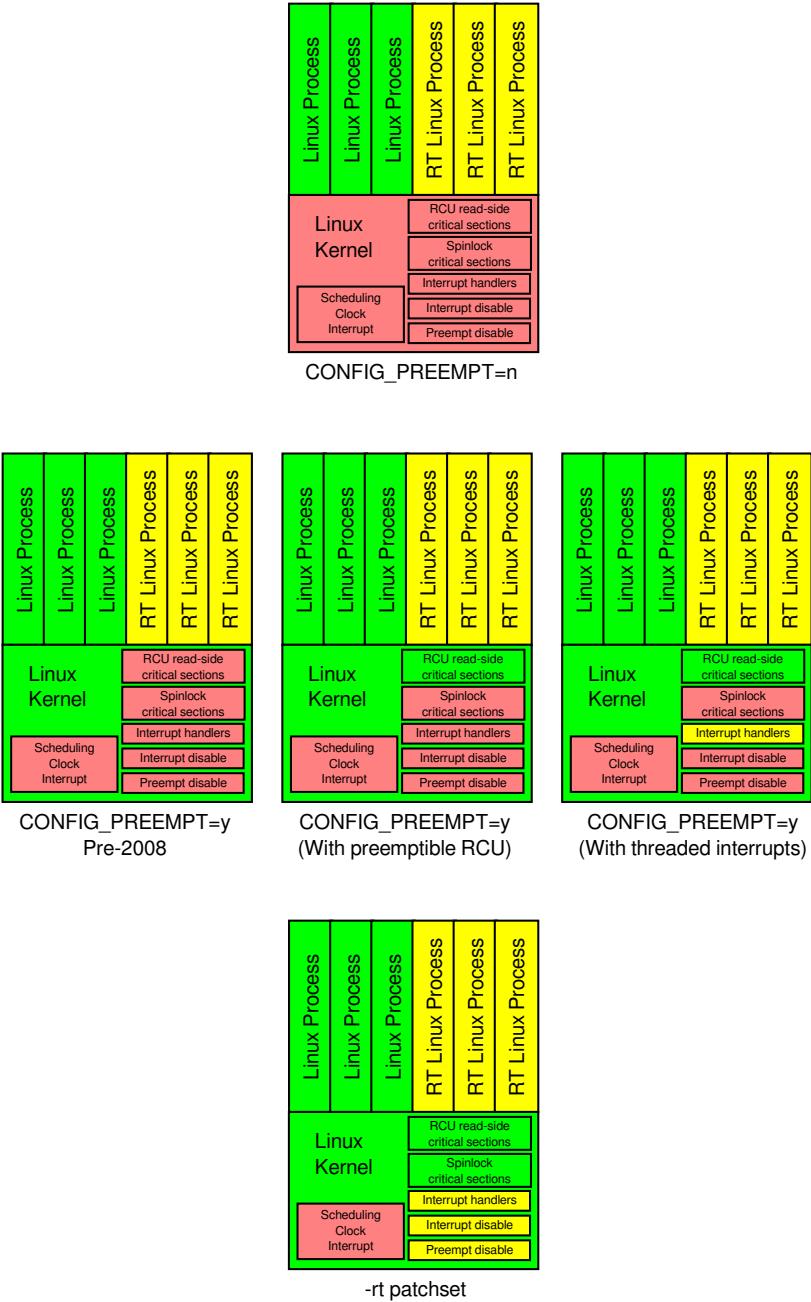 Linux Process
Linux Process
Linux Process
RT Linux Process
RT Linux Process
RT Linux Process
Linux
Kernel
RCU read-side
critical sections
Spinlock
critical sections
Interrupt handlers
Interrupt disable
Preempt disable
Scheduling
Clock
Interrupt
CONFIG_PREEMPT=n
Linux Process
Linux Process
Linux Process
RT Linux Process
RT Linux Process
RT Linux Process
Linux
Kernel
RCU read-side
critical sections
Spinlock
critical sections
Interrupt handlers
Interrupt disable
Preempt disable
Scheduling
Clock
Interrupt
CONFIG_PREEMPT=y
Pre-2008
Linux Process
Linux Process
Linux Process
RT Linux Process
RT Linux Process
RT Linux Process
Linux
Kernel
RCU read-side
critical sections
Spinlock
critical sections
Interrupt handlers
Interrupt disable
Preempt disable
Scheduling
Clock
Interrupt
CONFIG_PREEMPT=y
(With preemptible RCU)
Linux Process
Linux Process
Linux Process
RT Linux Process
RT Linux Process
RT Linux Process
Linux
Kernel
RCU read-side
critical sections
Spinlock
critical sections
Interrupt handlers
Interrupt disable
Preempt disable
Scheduling
Clock
Interrupt
CONFIG_PREEMPT=y
(With threaded interrupts)
Linux Process
Linux Process
Linux Process
RT Linux Process
RT Linux Process
RT Linux Process
Linux
Kernel
RCU read-side
critical sections
Spinlock
critical sections
Interrupt handlers
Interrupt disable
Preempt disable
Scheduling
Clock
Interrupt
-rt patchset